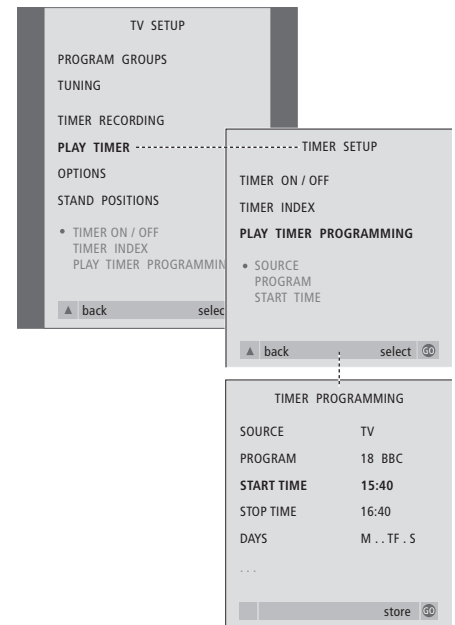 TV SETUP
PROGRAM GROUPS
TUNING
TIMER RECORDING
PLAY TIMER
OPTIONS
STAND POSITIONS
• TIMER ON / OFF
TIMER INDEX
PLAY TIMER PROGRAMMIN
▲ back selec
TIMER SETUP
TIMER ON / OFF
TIMER INDEX
PLAY TIMER PROGRAMMING
• SOURCE
PROGRAM
START TIME
▲ back select GO
TIMER PROGRAMMING
SOURCE TV
PROGRAM 18 BBC
START TIME 15:40
STOP TIME 16:40
DAYS M . . TF . S
. . .
store GO